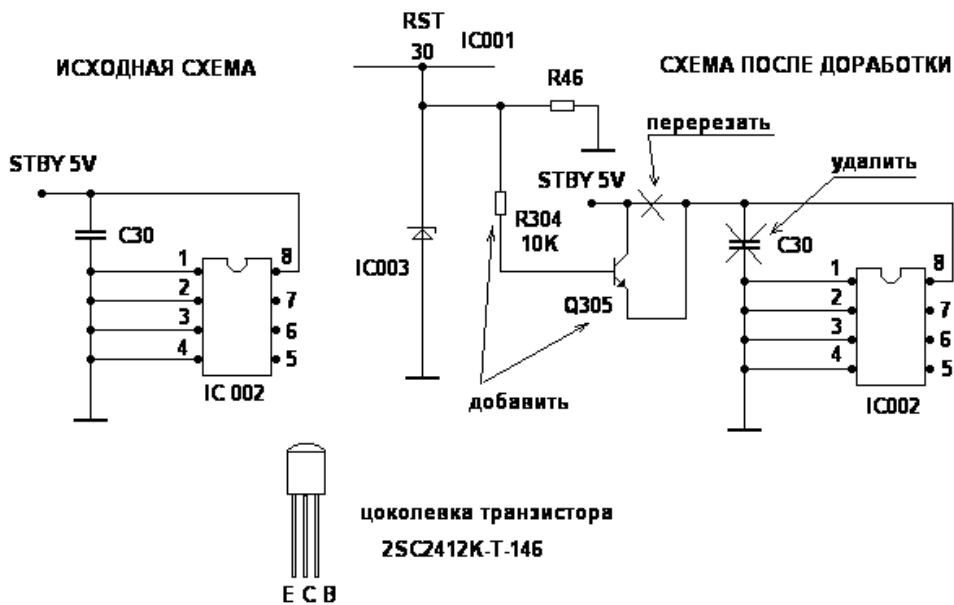 RST
30
IC001
ИСХОДНАЯ СХЕМА
СХЕМА ПОСЛЕ ДОРАБОТКИ
R46
перерезать
STBY 5V
C30
1
2
3
4
8
7
6
5
IC 002
IC003
R304
10K
STBY 5V
Q305
добавить
удалить
C30
1
2
3
4
8
7
6
5
IC002
цоколевка транзистора
2SC2412K-T-146
E C B